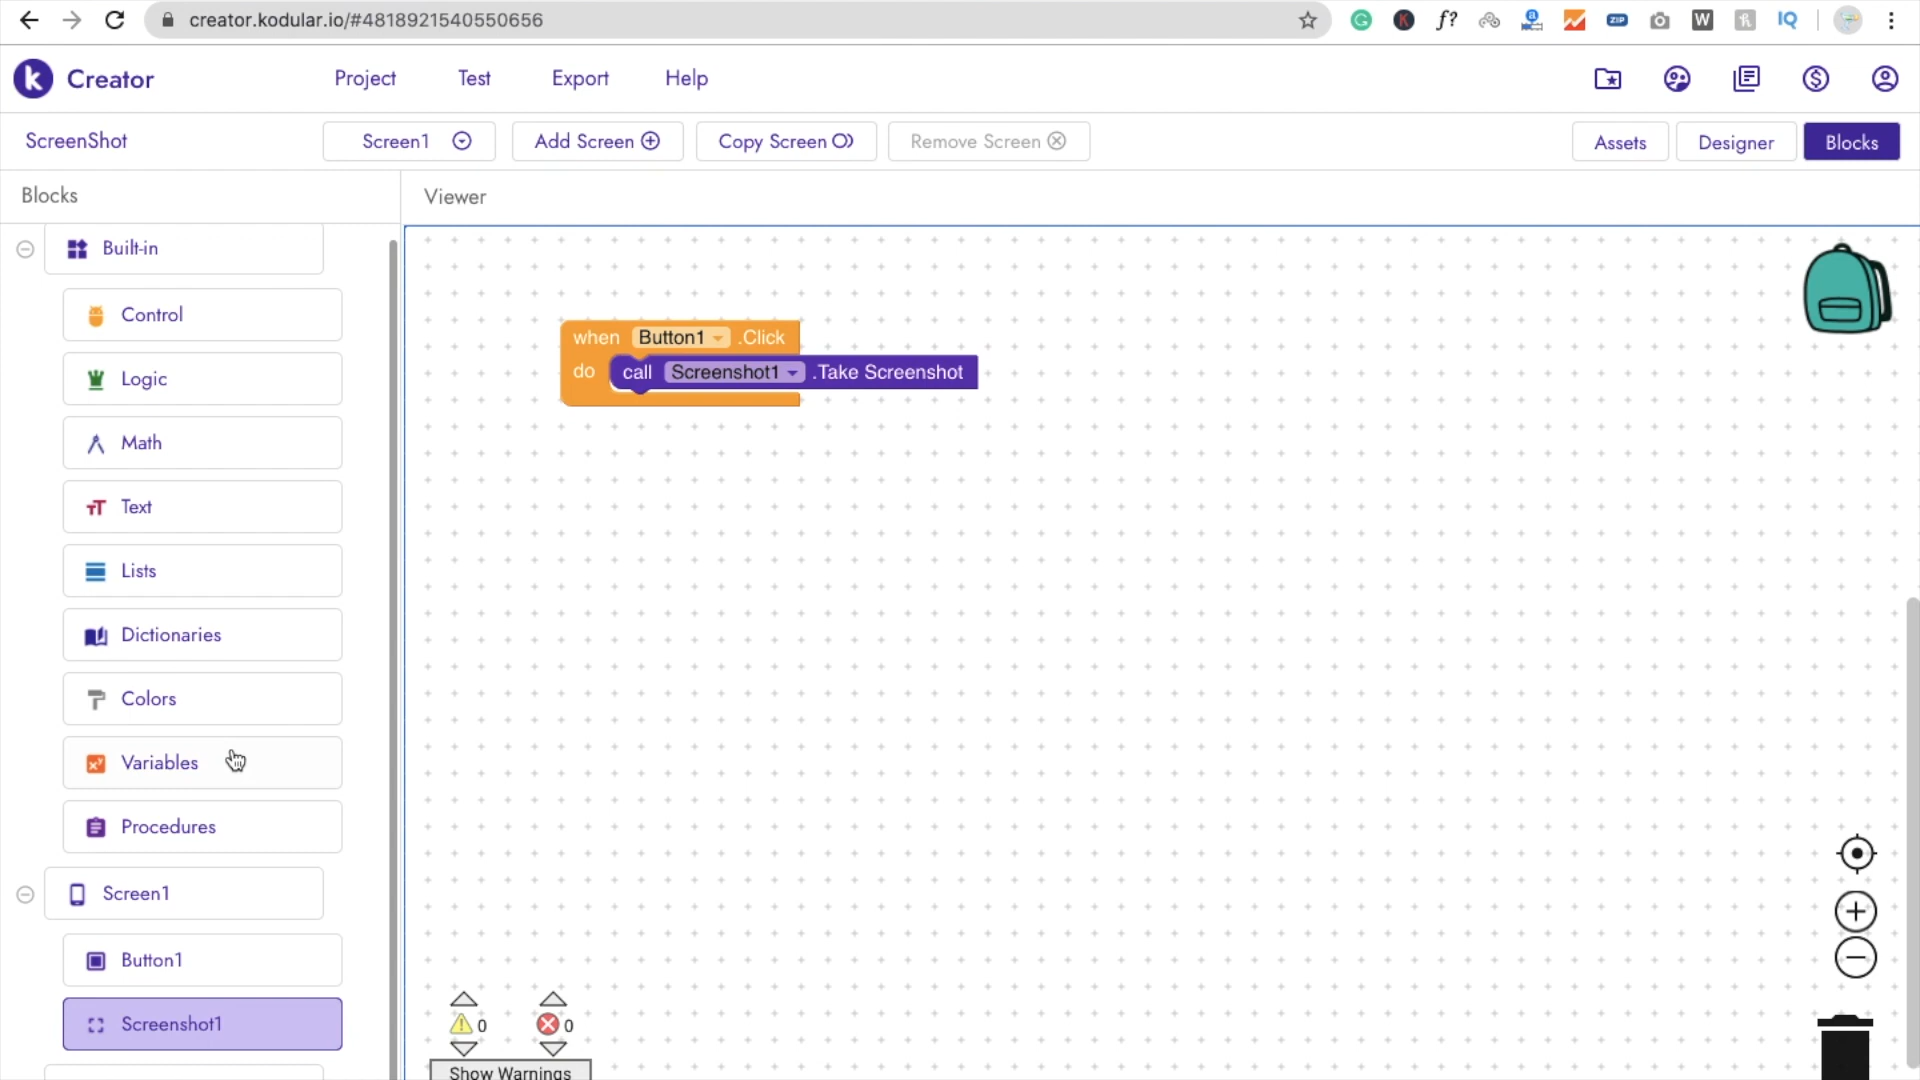 creator.kodular.io/#4818921540550656
Creator
Project
Test
Export
Help
ScreenShot
Screen1
Add Screen
Copy Screen
Remove Screen
Assets
Designer
Blocks
Blocks
Viewer
Built-in
Control
Logic
Math
Text
Lists
Dictionaries
Colors
Variables
Procedures
Screen1
Button1
Screenshot1
when Button1 .Click
do call Screenshot1 .Take Screenshot
0
0
Show Warnings